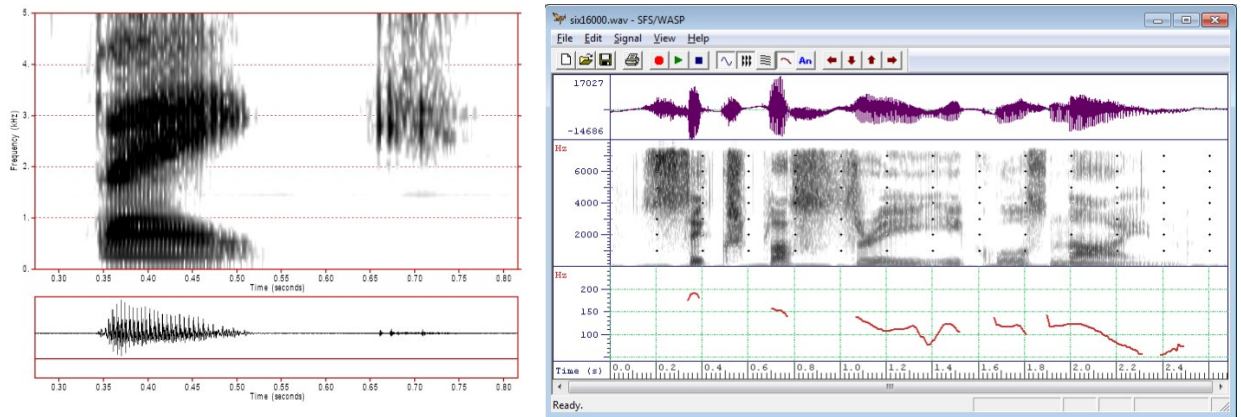 5.
4.
3.
2.
1.
0.
Frequency (kHz)
0.30 0.35 0.40 0.45 0.50 0.55 0.60 0.65 0.70 0.75 0.80
Time (seconds)
0.30 0.35 0.40 0.45 0.50 0.55 0.60 0.65 0.70 0.75 0.80
Time (seconds)
six16000.wav - SFS/WASP
File Edit Signal View Help
An
17027
-14686
Hz
6000
4000
2000
Hz
200
150
100
Time (s) 0.0 0.2 0.4 0.6 0.8 1.0 1.2 1.4 1.6 1.8 2.0 2.2 2.4
Ready.